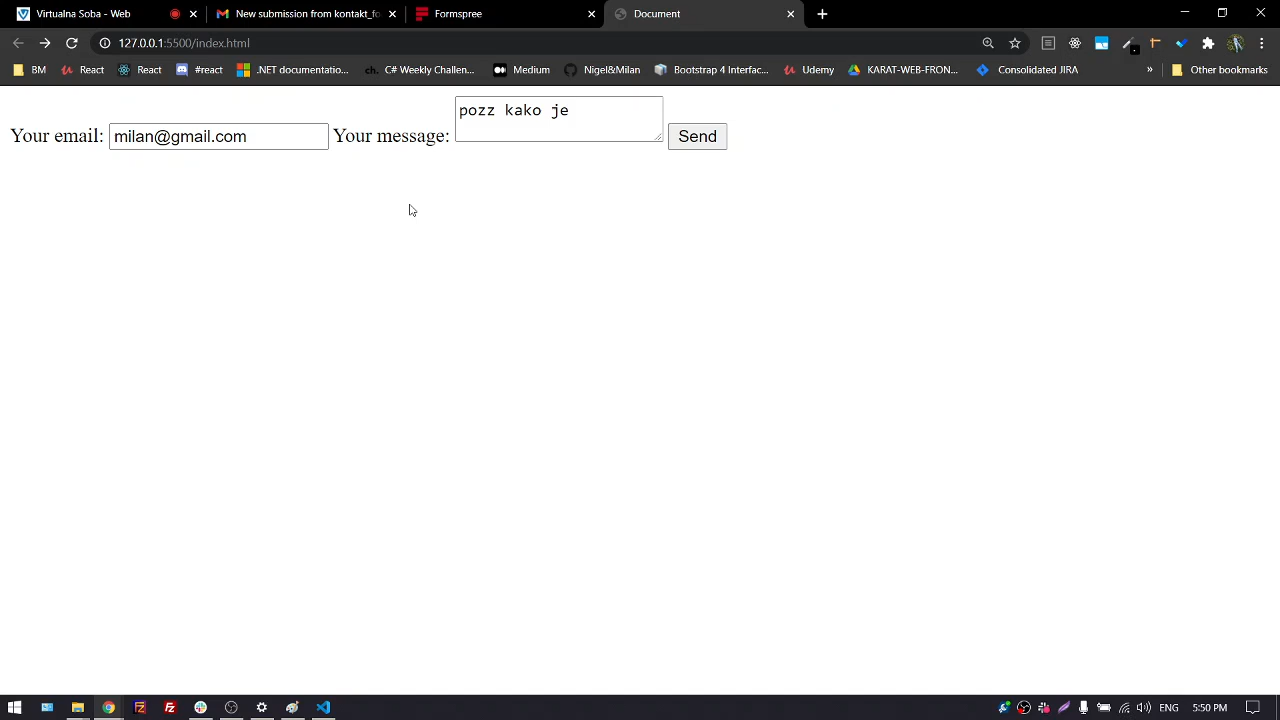 Virtualna Soba - Web
New submission from kontakt_fo
Formspree
Document
127.0.0.1:5500/index.html
BM
React
React
#react
.NET documentatio...
ch. C# Weekly Challen...
Medium
Nigel&Milan
Bootstrap 4 Interfac...
Udemy
KARAT-WEB-FRON...
Consolidated JIRA
»
Other bookmarks
pozz kako je
Your email: milan@gmail.com Your message: Send
ENG 5:50 PM